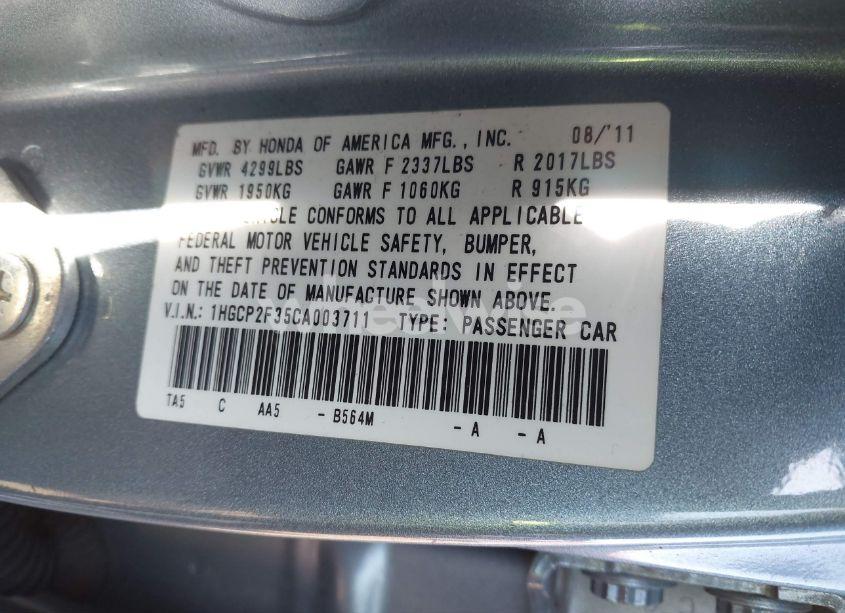 MFD. BY HONDA OF AMERICA MFG., INC. 08/'11
GVWR 4299LBS GAWR F 2337LBS R 2017LBS
GVWR 1950KG GAWR F 1060KG R 915KG
VEHICLE CONFORMS TO ALL APPLICABLE
FEDERAL MOTOR VEHICLE SAFETY, BUMPER,
AND THEFT PREVENTION STANDARDS IN EFFECT
ON THE DATE OF MANUFACTURE SHOWN ABOVE.
V.I.N.: 1HGCP2F35CA003711 TYPE: PASSENGER CAR
TA5 C AA5 - B564M - A - A